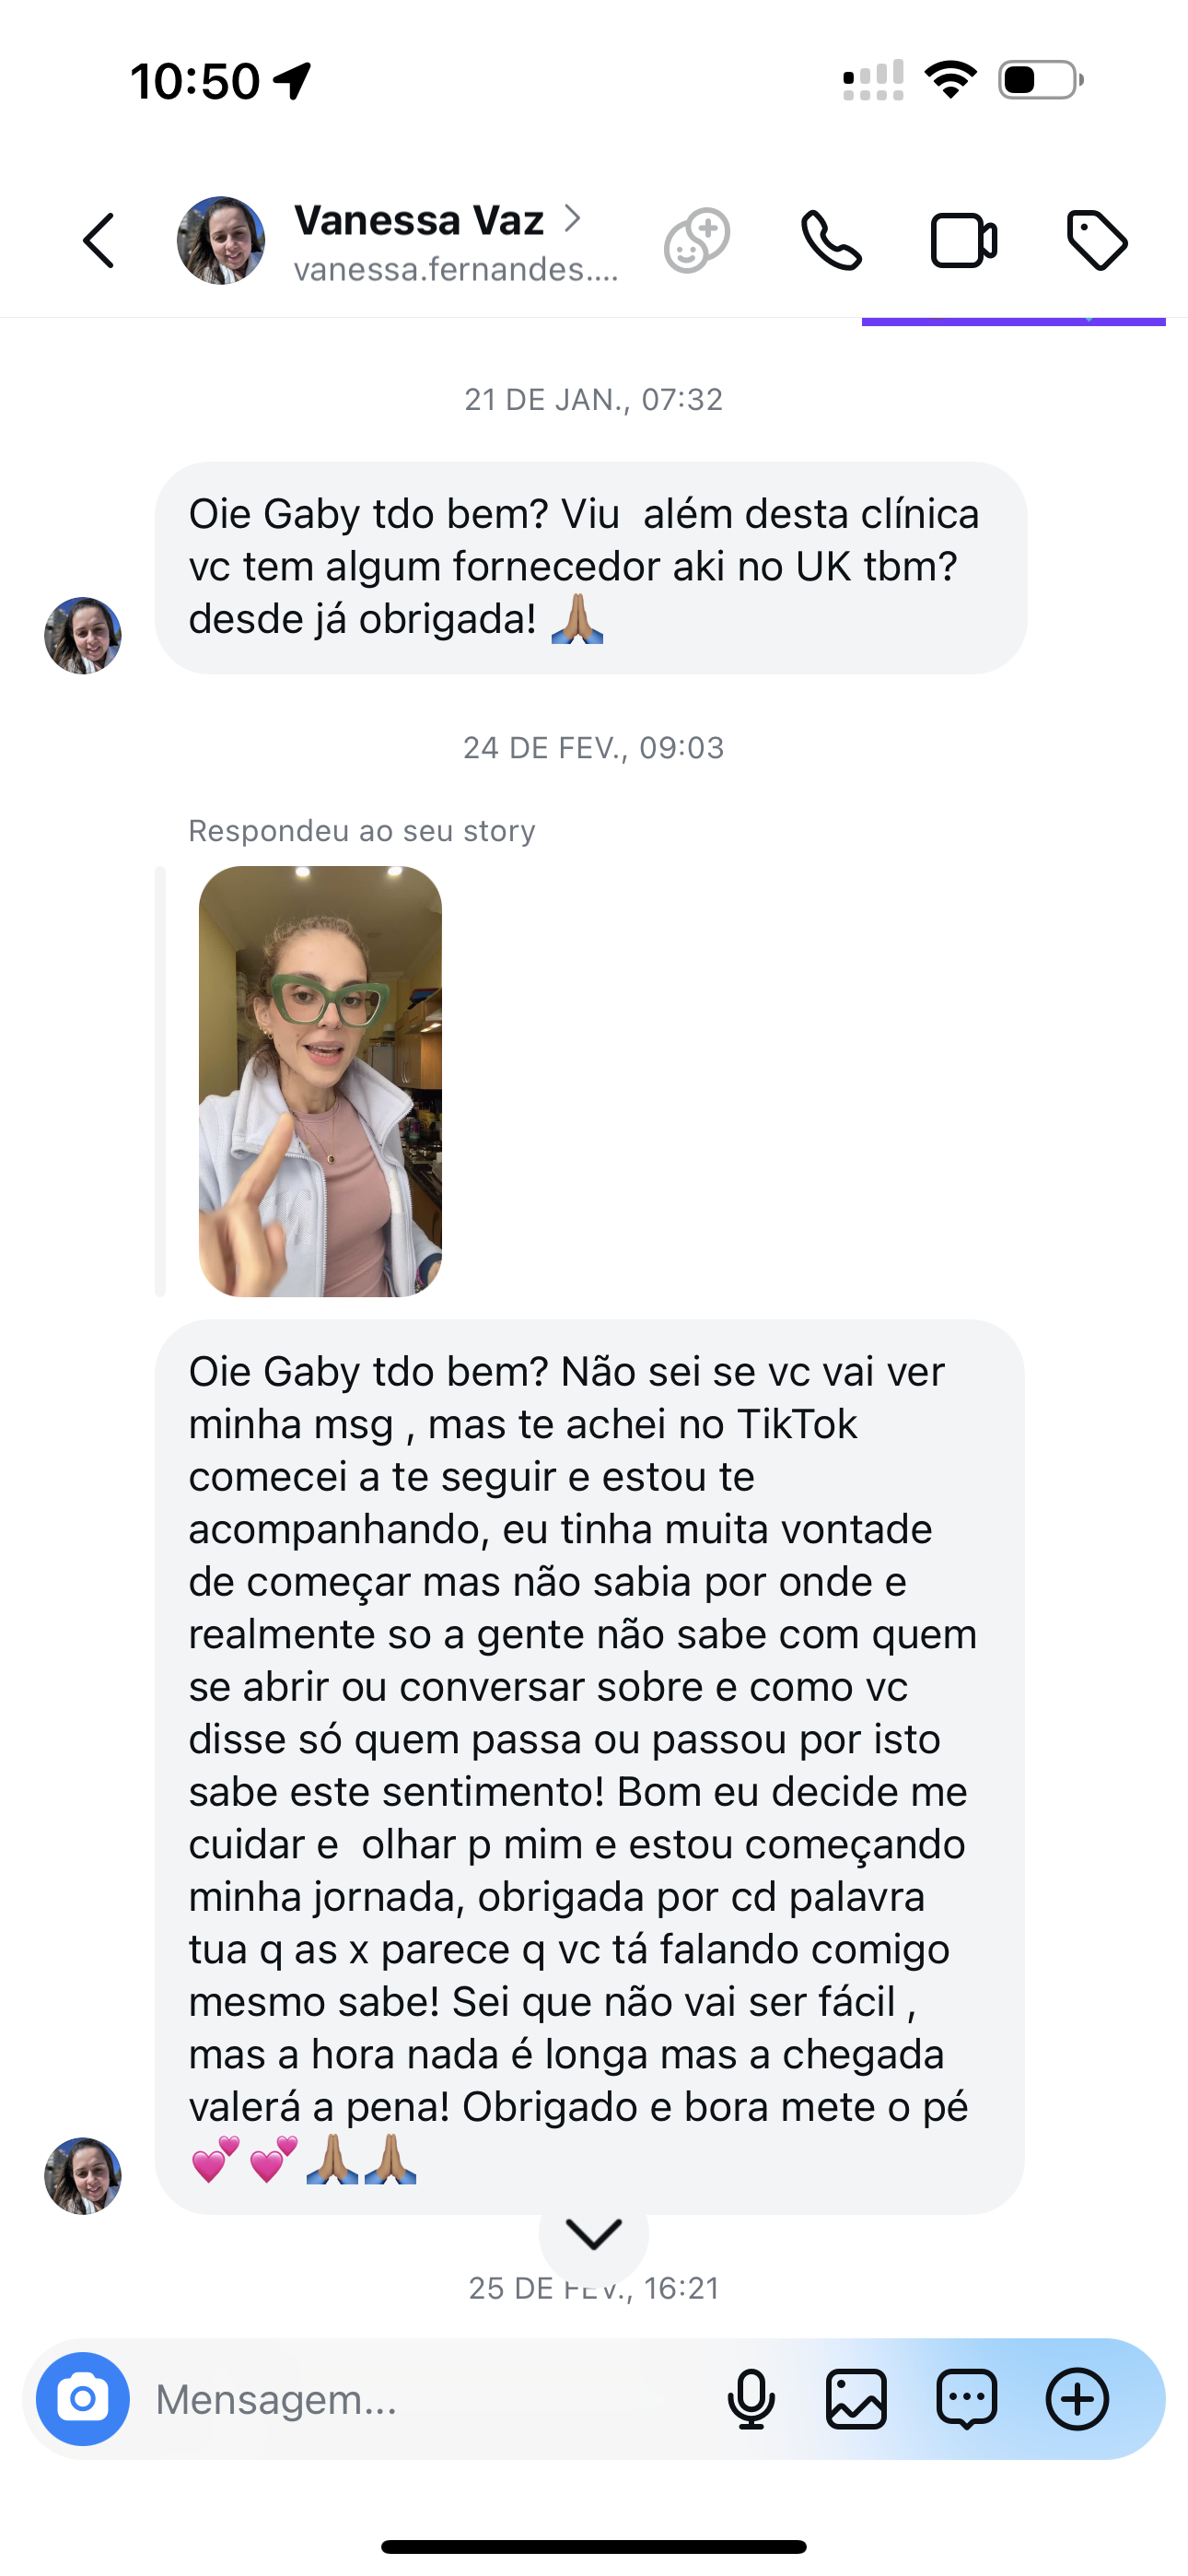 10:50
Vanessa Vaz
vanessa.fernandes....
21 DE JAN., 07:32
Oie Gaby tdo bem? Viu  além desta clínica
vc tem algum fornecedor aki no UK tbm?
desde já obrigada! 🙏🏽
24 DE FEV., 09:03
Respondeu ao seu story
Oie Gaby tdo bem? Não sei se vc vai ver
minha msg , mas te achei no TikTok
comecei a te seguir e estou te
acompanhando, eu tinha muita vontade
de começar mas não sabia por onde e
realmente so a gente não sabe com quem
se abrir ou conversar sobre e como vc
disse só quem passa ou passou por isto
sabe este sentimento! Bom eu decide me
cuidar e  olhar p mim e estou começando
minha jornada, obrigada por cd palavra
tua q as x parece q vc tá falando comigo
mesmo sabe! Sei que não vai ser fácil ,
mas a hora nada é longa mas a chegada
valerá a pena! Obrigado e bora mete o pé
💕💕🙏🏽🙏🏽
25 DE FEV., 16:21
Mensagem...